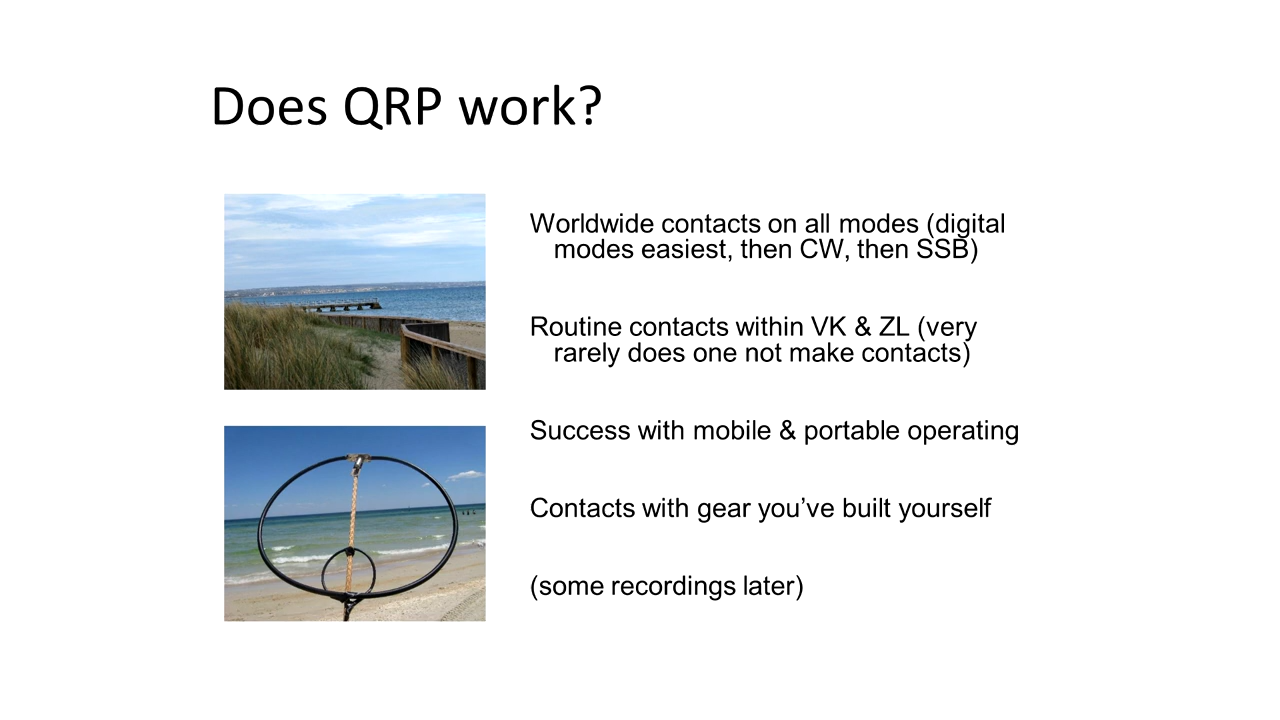 Does QRP work?
Worldwide contacts on all modes (digital
modes easiest, then CW, then SSB)
Routine contacts within VK & ZL (very
rarely does one not make contacts)
Success with mobile & portable operating
Contacts with gear you’ve built yourself
(some recordings later)